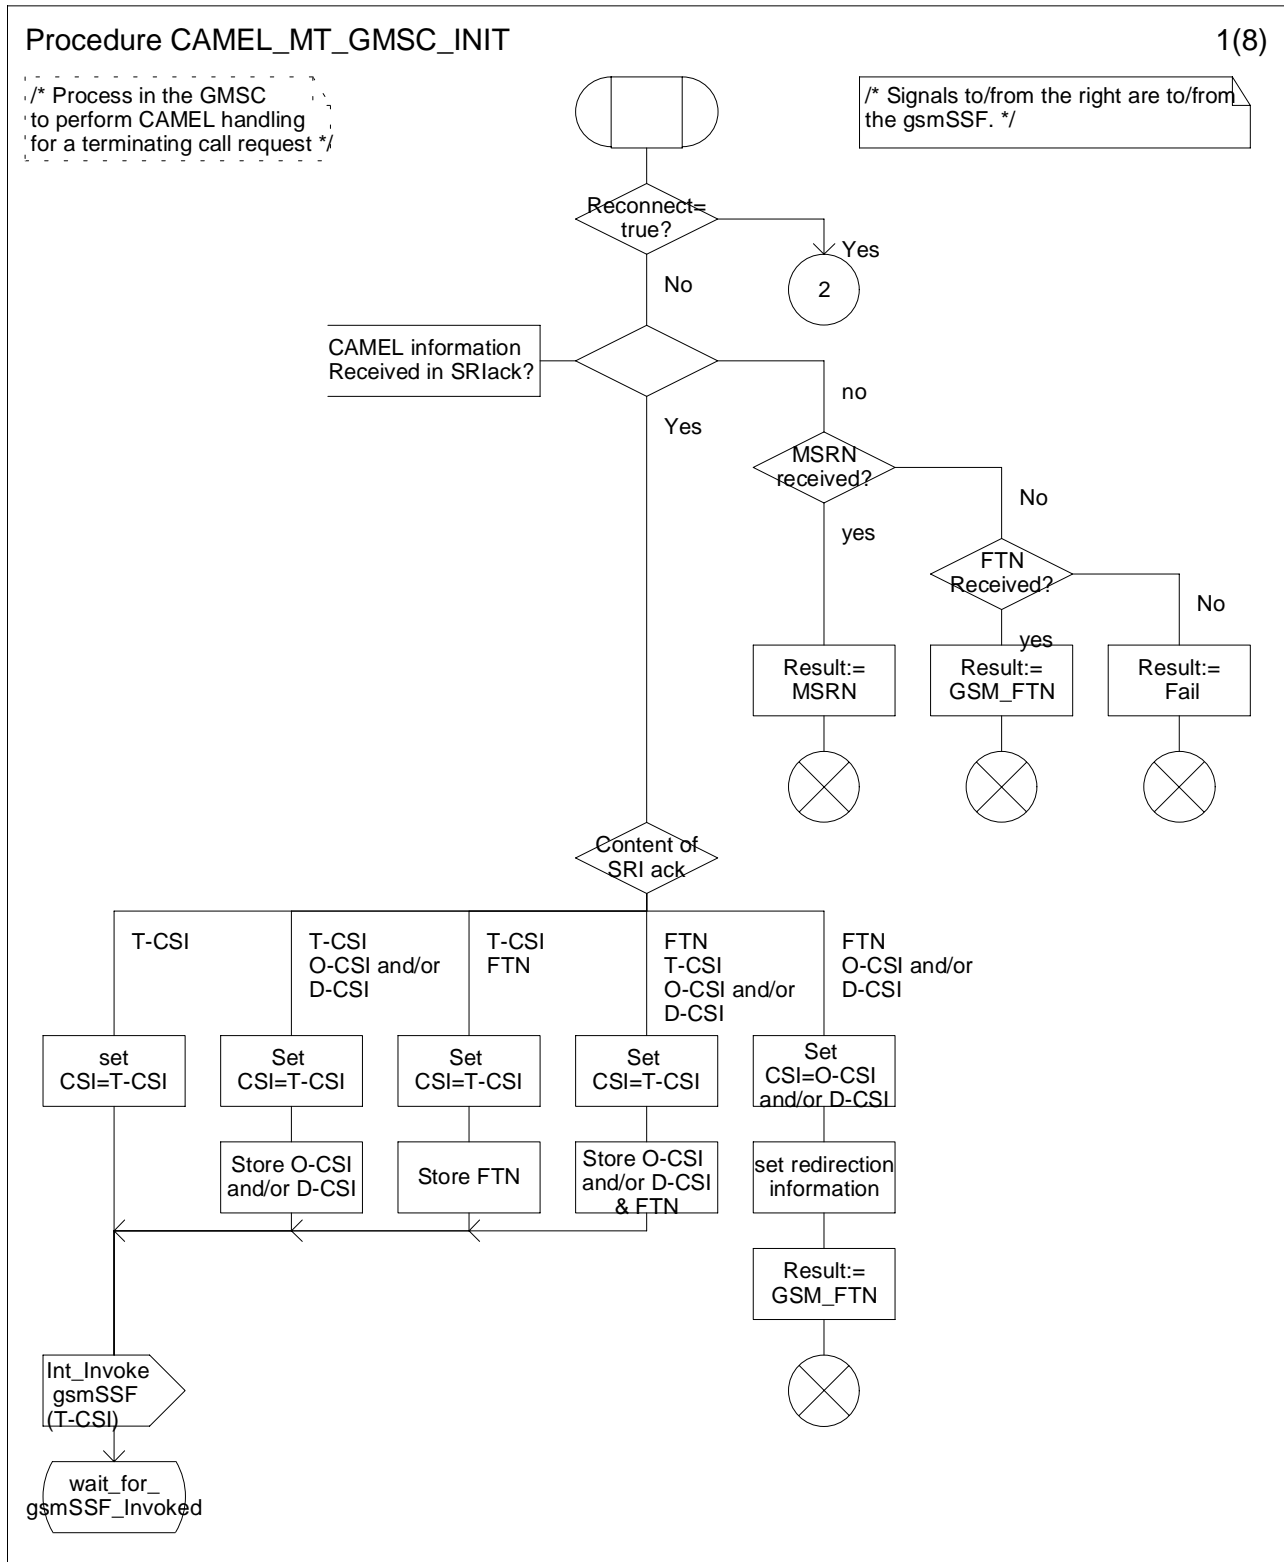 Procedure CAMEL_MT_GMSC_INIT
1(8)
/* Process in the GMSC
to perform CAMEL handling
for a terminating call request */
/* Signals to/from the right are to/from
the gsmSSF. */
Reconnect=
true?
Yes
2
No
CAMEL information
Received in SRIack?
no
Yes
MSRN
received?
No
yes
FTN
Received?
No
yes
Result:=
MSRN
Result:=
GSM_FTN
Result:=
Fail
Content of
SRI ack
T-CSI
T-CSI
O-CSI and/or
D-CSI
T-CSI
FTN
FTN
T-CSI
O-CSI and/or
D-CSI
FTN
O-CSI and/or
D-CSI
set
CSI=T-CSI
Set
CSI=T-CSI
Set
CSI=T-CSI
Set
CSI=T-CSI
Set
CSI=O-CSI
and/or D-CSI
Store O-CSI
and/or D-CSI
Store FTN
Store O-CSI
and/or D-CSI
& FTN
set redirection
information
Result:=
GSM_FTN
Int_Invoke
gsmSSF
(T-CSI)
wait_for_
gsmSSF_Invoked